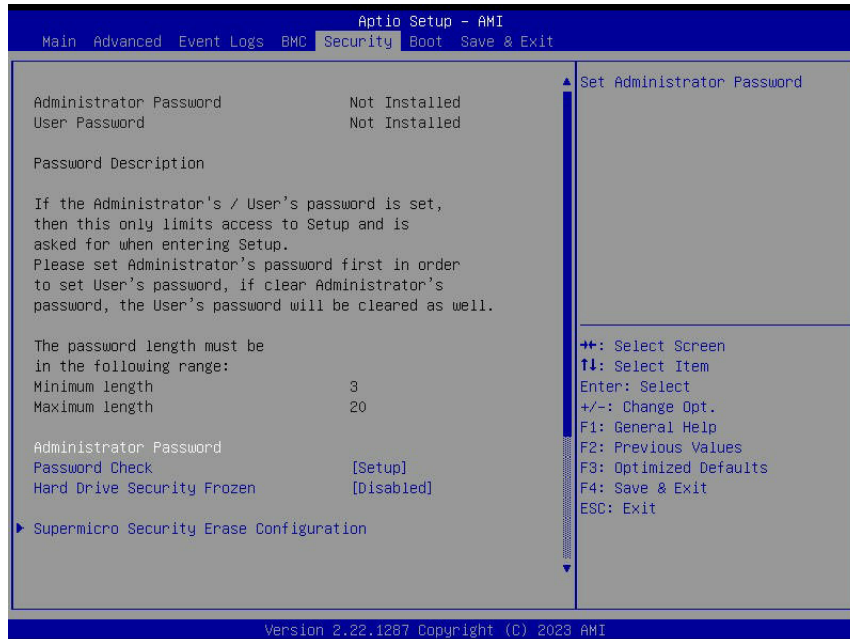 Aptio Setup – AMI
Main Advanced Event Logs BMC Security Boot Save & Exit
Administrator Password Not Installed
User Password Not Installed
Password Description
If the Administrator's / User's password is set,
then this only limits access to Setup and is
asked for when entering Setup.
Please set Administrator's password first in order
to set User's password, if clear Administrator's
password, the User's password will be cleared as well.
The password length must be
in the following range:
Minimum length 3
Maximum length 20
Administrator Password
Password Check [Setup]
Hard Drive Security Frozen [Disabled]
Supermicro Security Erase Configuration
Set Administrator Password
→←: Select Screen
↑↓: Select Item
Enter: Select
+/-: Change Opt.
F1: General Help
F2: Previous Values
F3: Optimized Defaults
F4: Save & Exit
ESC: Exit
Version 2.22.1287 Copyright (C) 2023 AMI